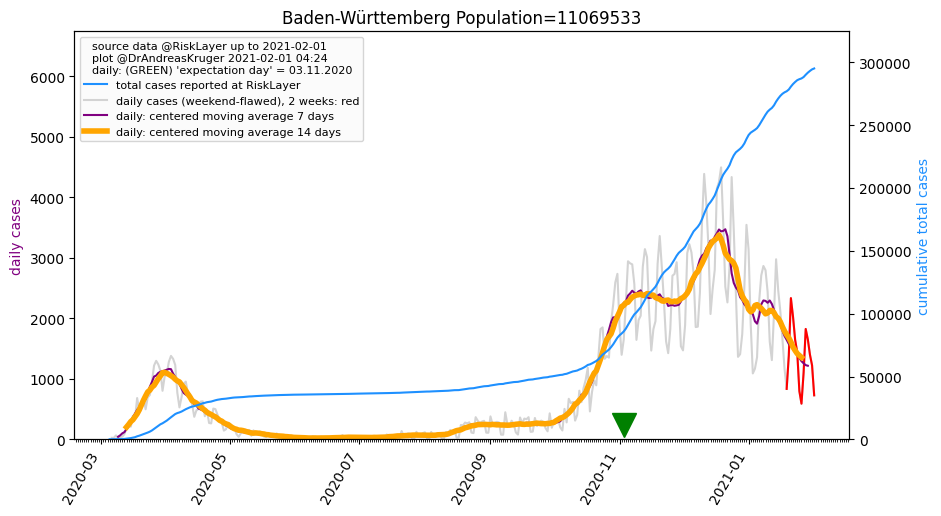 Baden-Württemberg Population=11069533
source data @RiskLayer up to 2021-02-01
plot @DrAndreasKruger 2021-02-01 04:24
daily: (GREEN) 'expectation day' = 03.11.2020
total cases reported at RiskLayer
daily cases (weekend-flawed), 2 weeks: red
daily: centered moving average 7 days
daily: centered moving average 14 days
daily cases
6000
5000
4000
3000
2000
1000
0
300000
250000
200000
150000
100000
50000
0
cumulative total cases
2020-03
2020-05
2020-07
2020-09
2020-11
2021-01